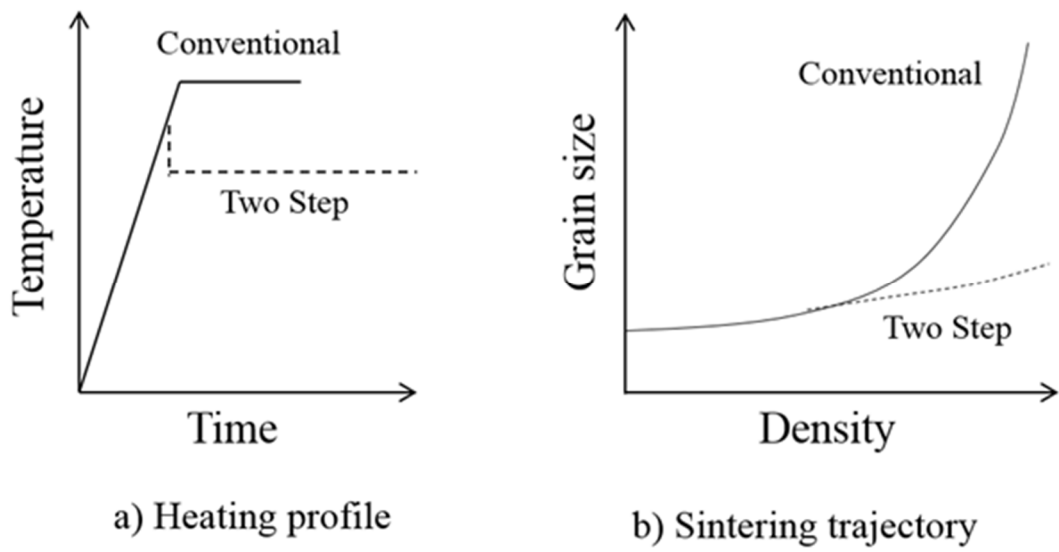 Conventional
Temperature
Two Step
Time
a) Heating profile
Conventional
Grain size
Two Step
Density
b) Sintering trajectory